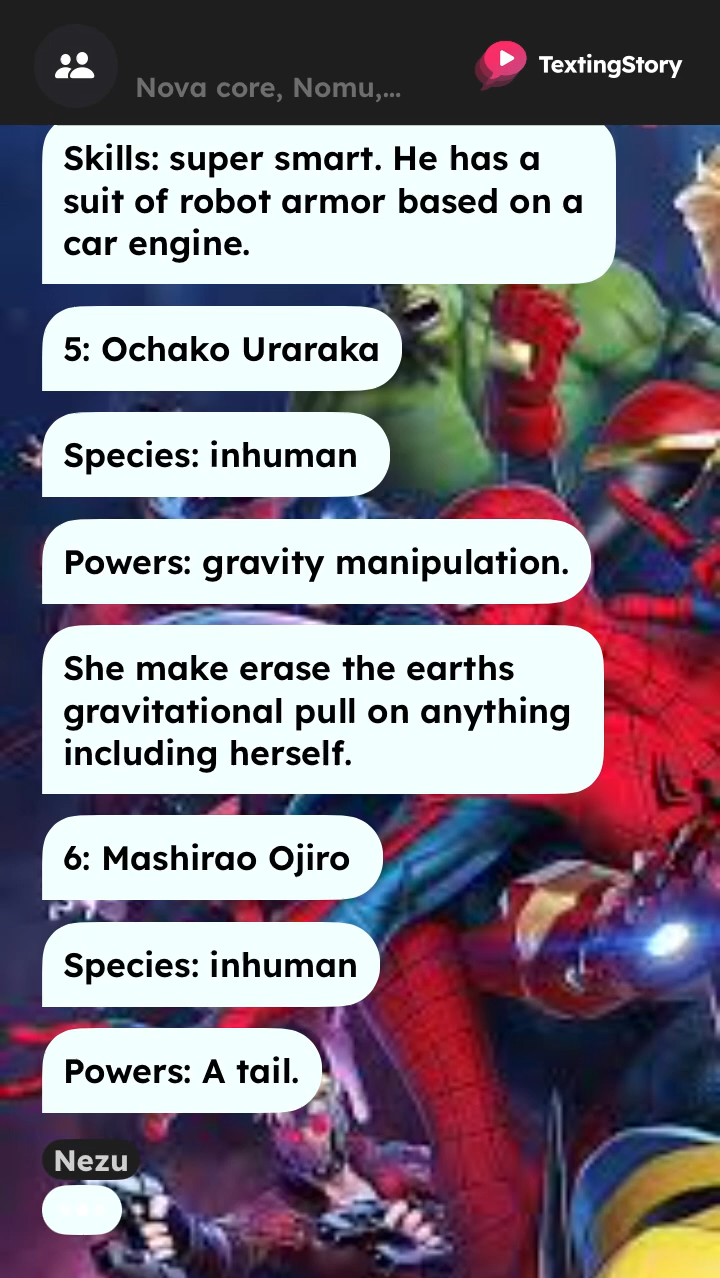 Nova core, Nomu,...
TextingStory
Skills: super smart. He has a
suit of robot armor based on a
car engine.
5: Ochako Uraraka
Species: inhuman
Powers: gravity manipulation.
She make erase the earths
gravitational pull on anything
including herself.
6: Mashirao Ojiro
Species: inhuman
Powers: A tail.
Nezu